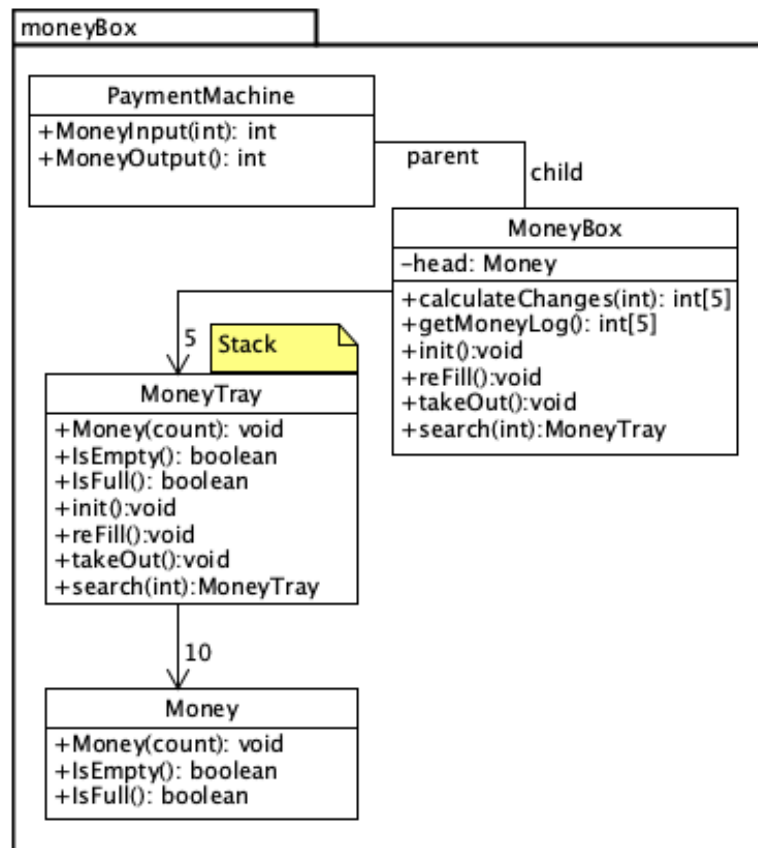 moneyBox
PaymentMachine
+MoneyInput(int): int
+MoneyOutput(): int
parent
child
MoneyBox
-head: Money
+calculateChanges(int): int[5]
+getMoneyLog(): int[5]
+init():void
+reFill():void
+takeOut():void
+search(int):MoneyTray
5
Stack
MoneyTray
+Money(count): void
+IsEmpty(): boolean
+IsFull(): boolean
+init():void
+reFill():void
+takeOut():void
+search(int):MoneyTray
10
Money
+Money(count): void
+IsEmpty(): boolean
+IsFull(): boolean